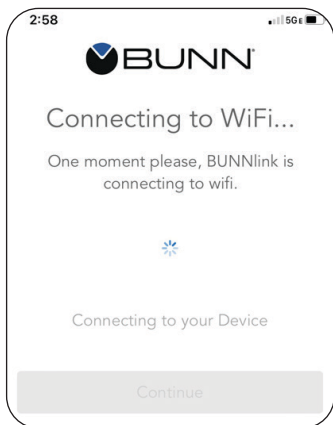 2:58
5G E
BUNN
Connecting to WiFi...
One moment please, BUNNlink is
connecting to wifi.
Connecting to your Device
Continue